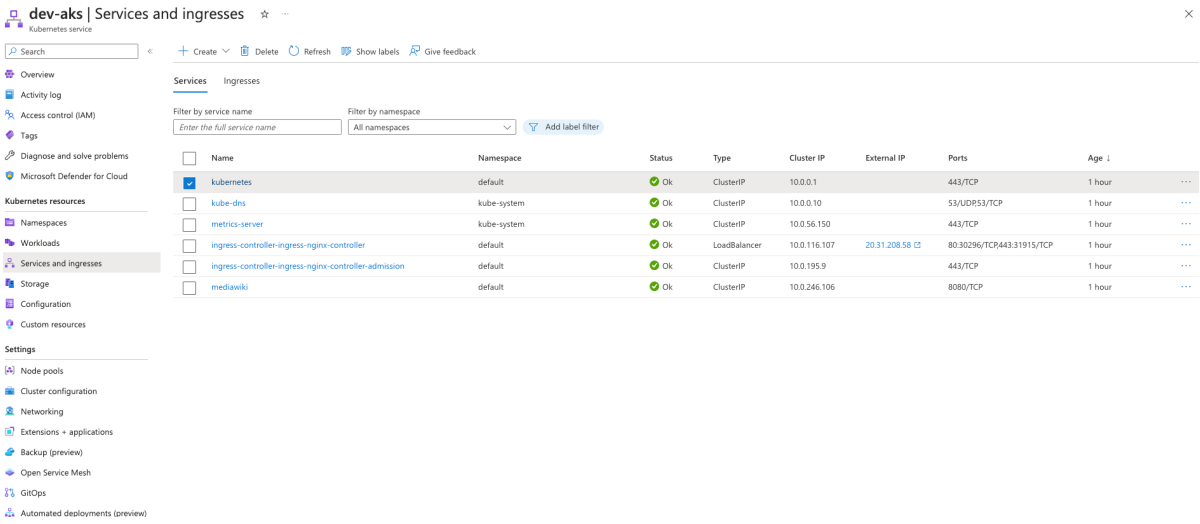 dev-aks | Services and ingresses
Kubernetes service
Search
Create Delete Refresh Show labels Give feedback
Overview
Activity log
Access control (IAM)
Tags
Diagnose and solve problems
Microsoft Defender for Cloud
Kubernetes resources
Namespaces
Workloads
Services and ingresses
Storage
Configuration
Custom resources
Settings
Node pools
Cluster configuration
Networking
Extensions + applications
Backup (preview)
Open Service Mesh
GitOps
Automated deployments (preview)
Services Ingresses
Filter by service name Filter by namespace
Enter the full service name All namespaces Add label filter
Name Namespace Status Type Cluster IP External IP Ports Age ↓
kubernetes default Ok ClusterIP 10.0.0.1 443/TCP 1 hour
kube-dns kube-system Ok ClusterIP 10.0.0.10 53/UDP,53/TCP 1 hour
metrics-server kube-system Ok ClusterIP 10.0.56.150 443/TCP 1 hour
ingress-controller-ingress-nginx-controller default Ok LoadBalancer 10.0.116.107 20.31.208.58 80:30296/TCP,443:31915/TCP 1 hour
ingress-controller-ingress-nginx-controller-admission default Ok ClusterIP 10.0.195.9 443/TCP 1 hour
mediawiki default Ok ClusterIP 10.0.246.106 8080/TCP 1 hour